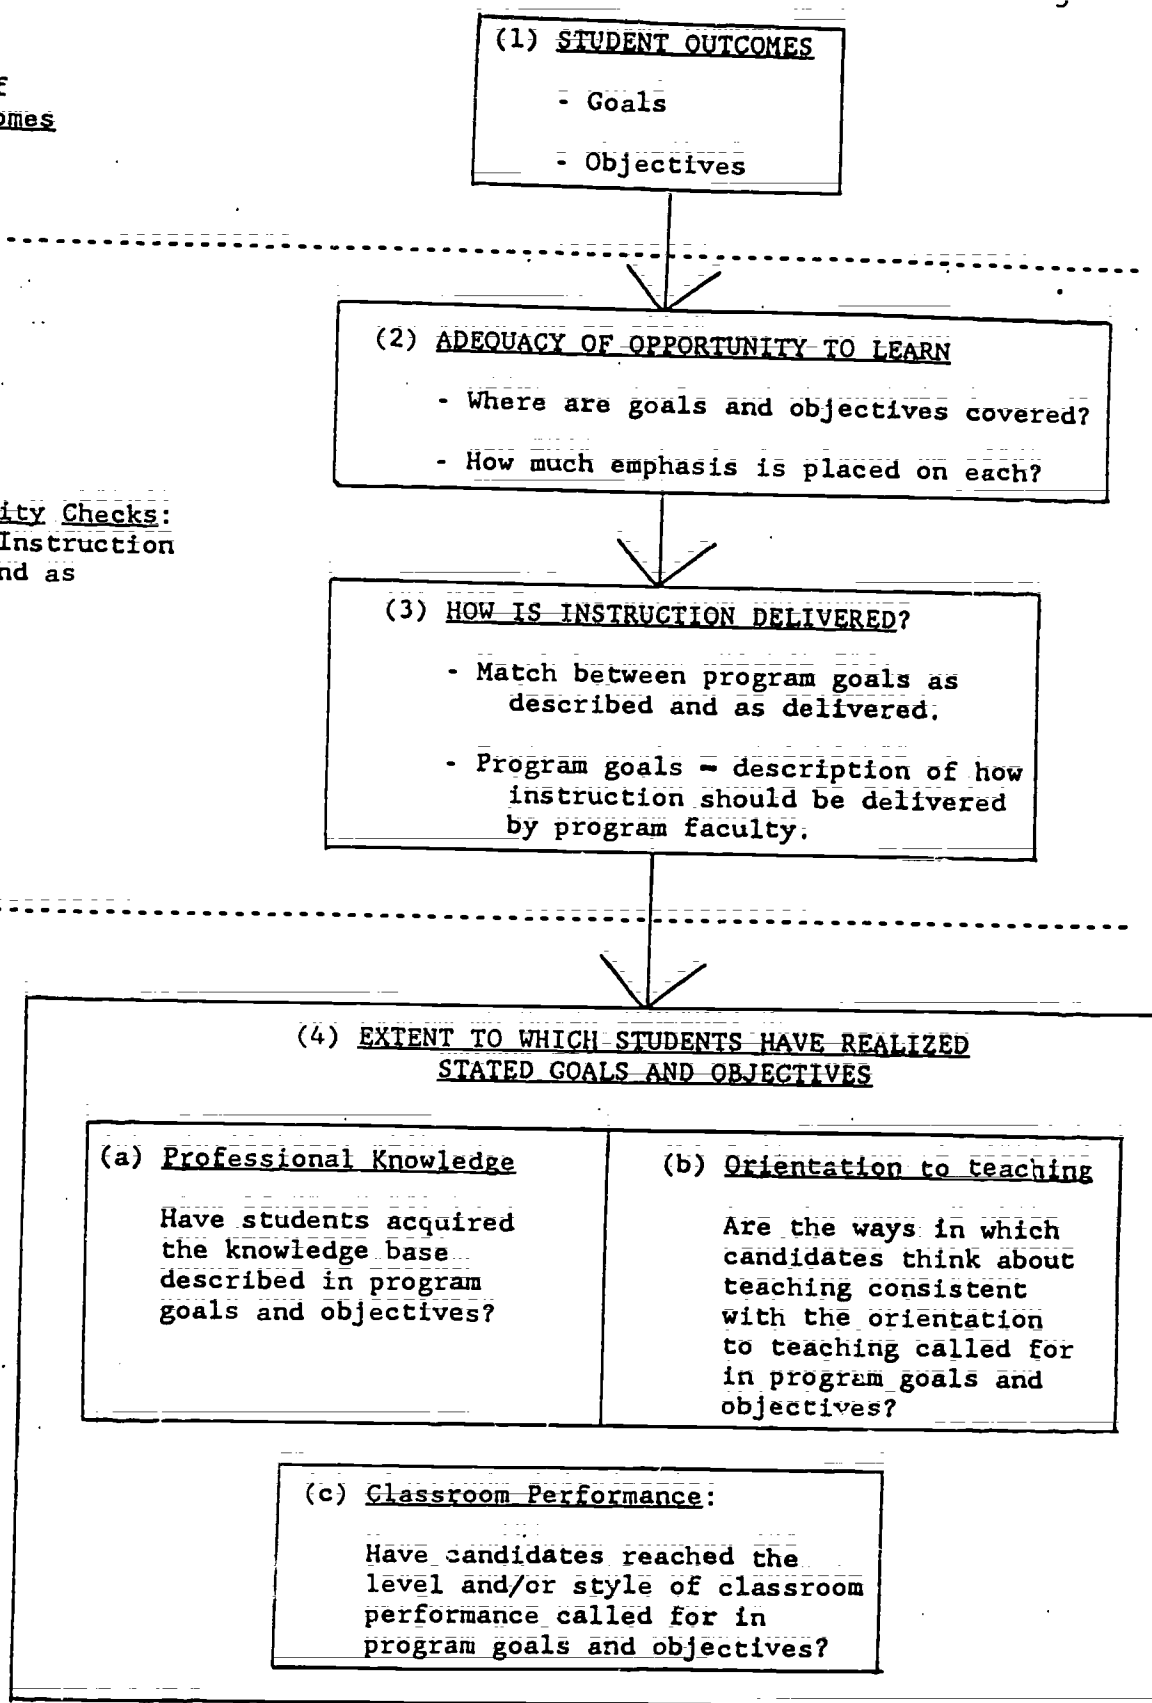 (1) STUDENT OUTCOMES
- Goals
- Objectives
(2) ADEQUACY OF OPPORTUNITY TO LEARN
- Where are goals and objectives covered?
- How much emphasis is placed on each?
ity Checks:
Instruction
nd as
(3) HOW IS INSTRUCTION DELIVERED?
- Match between program goals as
described and as delivered.
- Program goals - description of how
instruction should be delivered
by program faculty.
(4) EXTENT TO WHICH STUDENTS HAVE REALIZED
STATED GOALS AND OBJECTIVES
(a) Professional Knowledge
Have students acquired
the knowledge base
described in program
goals and objectives?
(b) Orientation to teaching
Are the ways in which
candidates think about
teaching consistent
with the orientation
to teaching called for
in program goals and
objectives?
(c) Classroom Performance:
Have candidates reached the
level and/or style of classroom
performance called for in
program goals and objectives?